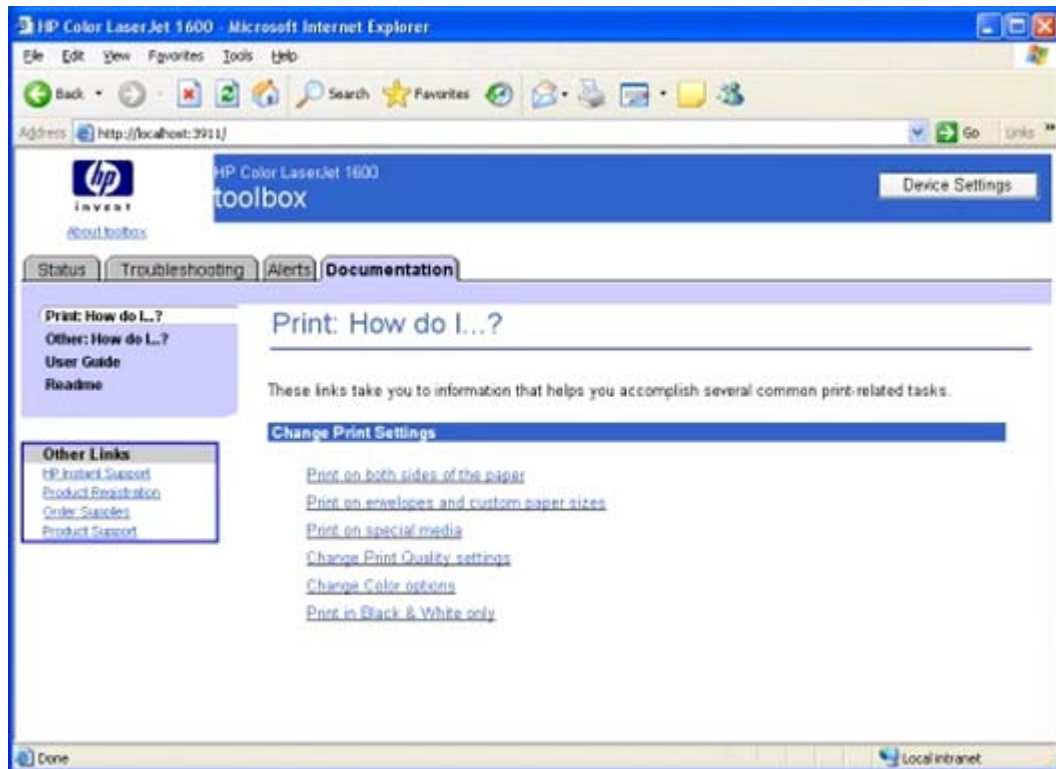 HP Color LaserJet 1600 - Microsoft Internet Explorer
File Edit View Favorites Tools Help
Back Search Favorites
Address http://localhost:3911/ Go Links »
hp
invent
About toolbox
HP Color LaserJet 1600
toolbox
Device Settings
Status Troubleshooting Alerts Documentation
Print: How do I...?
Other: How do I...?
User Guide
Readme
Other Links
HP Instant Support
Product Registration
Order Supplies
Product Support
Print: How do I...?
These links take you to information that helps you accomplish several common print-related tasks.
Change Print Settings
Print on both sides of the paper
Print on envelopes and custom paper sizes
Print on special media
Change Print Quality settings
Change Color options
Print in Black & White only
Done Local intranet